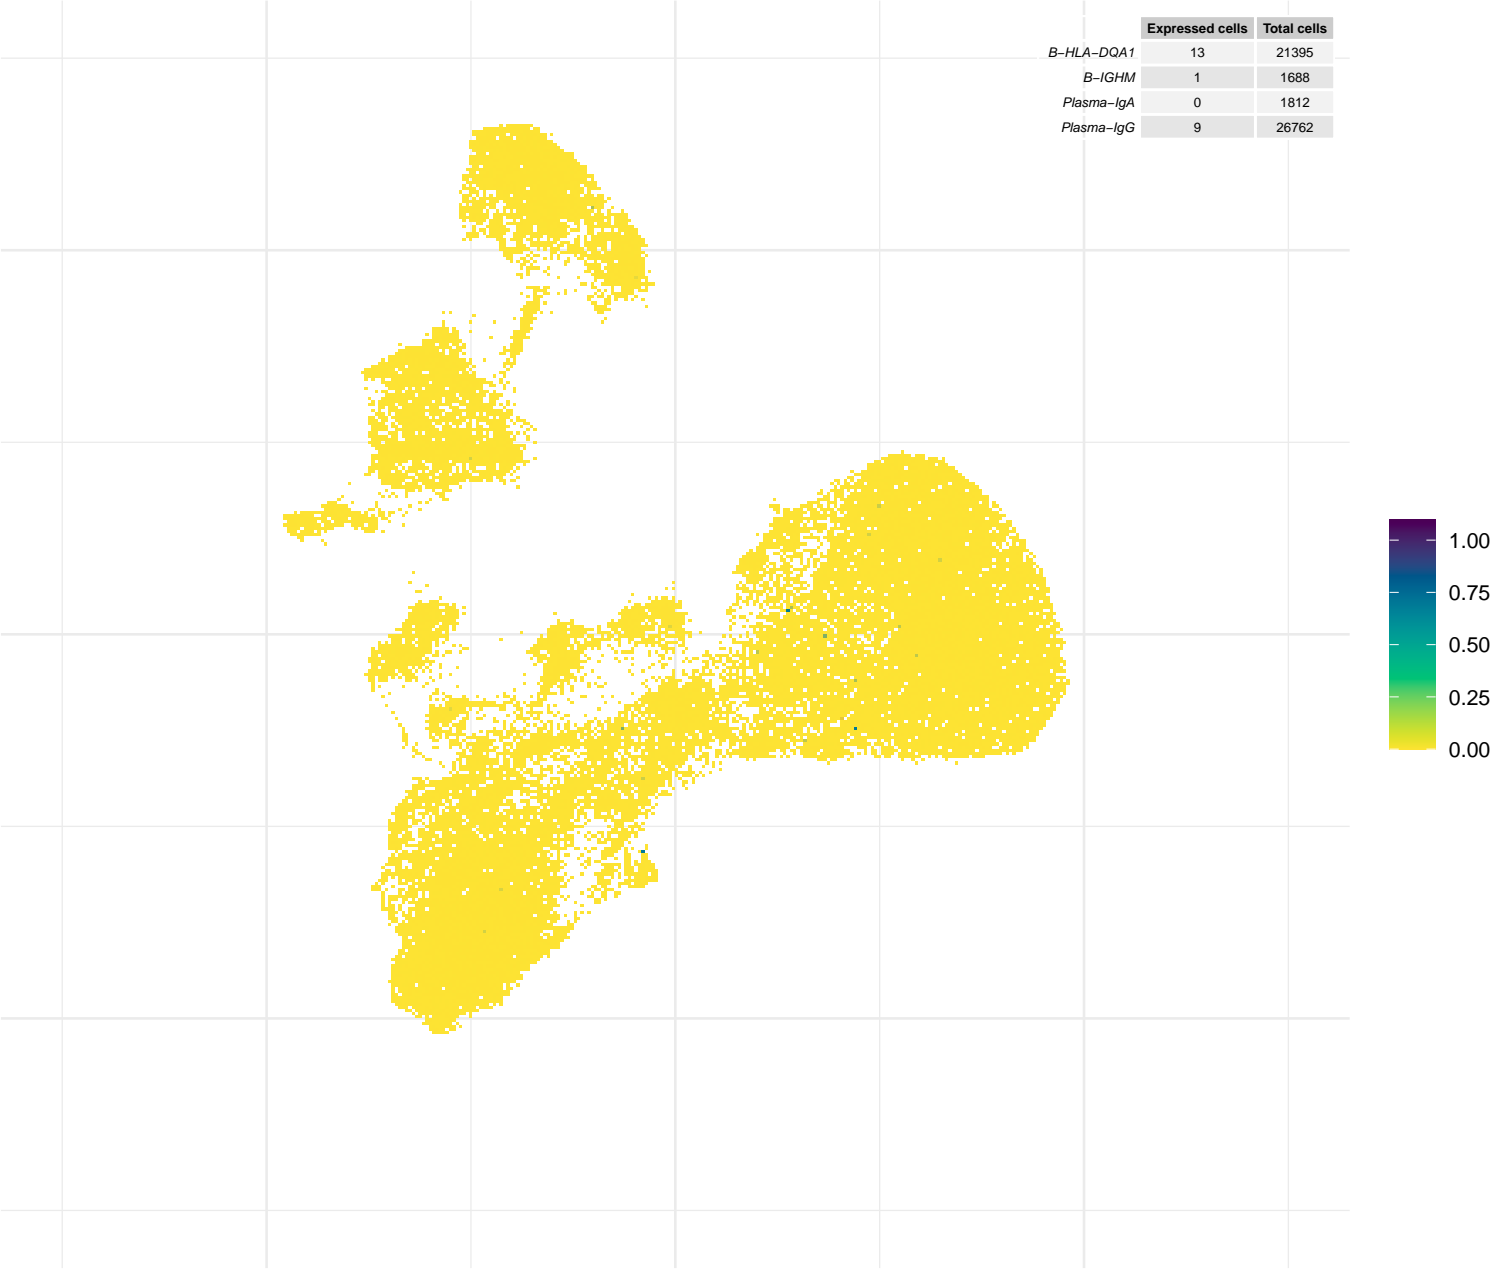 Expressed cells Total cells
B−HLA−DQA1 13 21395
B−IGHM 1 1688
Plasma−IgA 0 1812
Plasma−IgG 9 26762
1.00
0.75
0.50
0.25
0.00